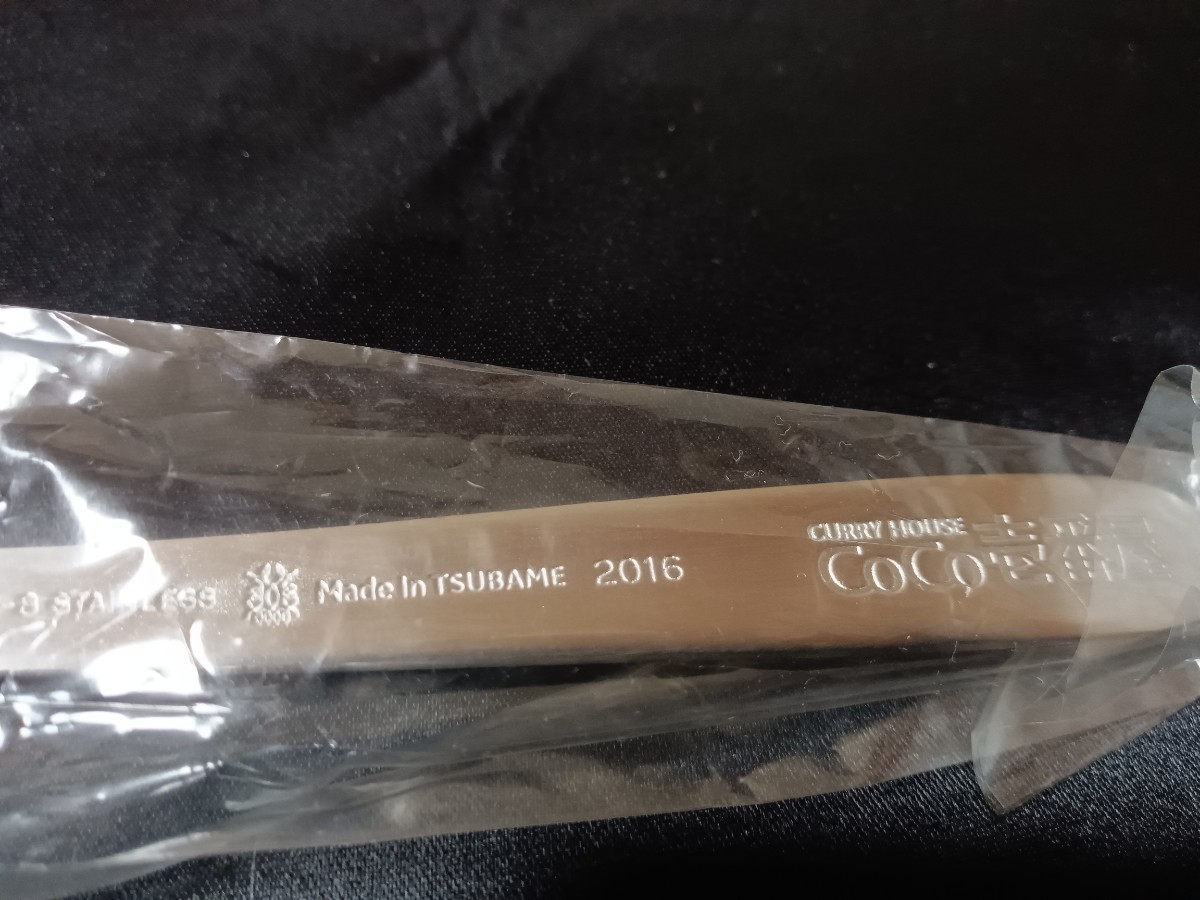 -8 STAINLESS
Made In TSUBAME 2016
CURRY HOUSE
CoCo壱番屋